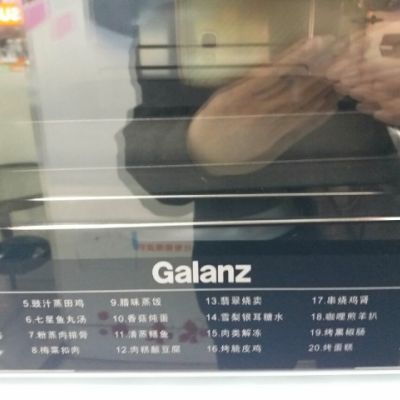 Galanz
5.豉汁蒸田鸡 9.腊味蒸饭 13.翡翠烧卖 17.串烧鸡肾
6.七星鱼丸汤 10.香菇炖蛋 14.雪梨银耳糖水 18.咖喱煎羊扒
7.粉蒸肉排骨 11.清蒸鳝鱼 15.肉类解冻 19.烤黑椒肠
8.梅菜扣肉 12.肉糕酿豆腐 16.烤脆皮鸡 20.烤蛋糕